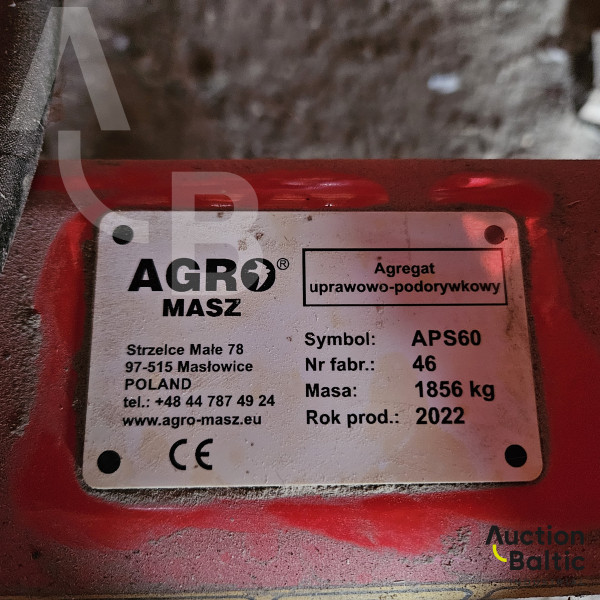 AGRO®
MASZ
Strzelce Małe 78
97-515 Masłowice
POLAND
tel.: +48 44 787 49 24
www.agro-masz.eu
CE
Agregat
uprawowo-podorywkowy
Symbol: APS60
Nr fabr.: 46
Masa: 1856 kg
Rok prod.: 2022
A
B
Auction
Baltic